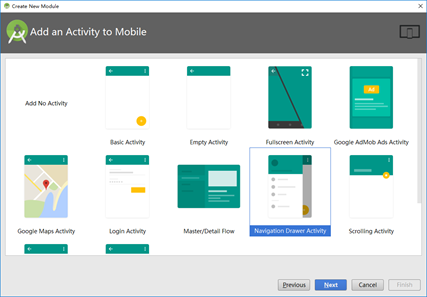 Create New Module
Add an Activity to Mobile
Add No Activity
Basic Activity
Empty Activity
Fullscreen Activity
Google AdMob Ads Activity
Ad
Google Maps Activity
Login Activity
Master/Detail Flow
Navigation Drawer Activity
Scrolling Activity
Previous
Next
Cancel
Finish